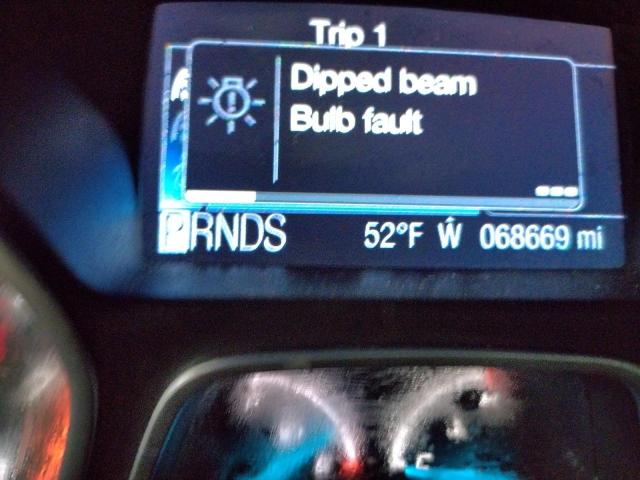 Trip 1
Dipped beam
Bulb fault
PRNDS 52°F W 068669 mi
F